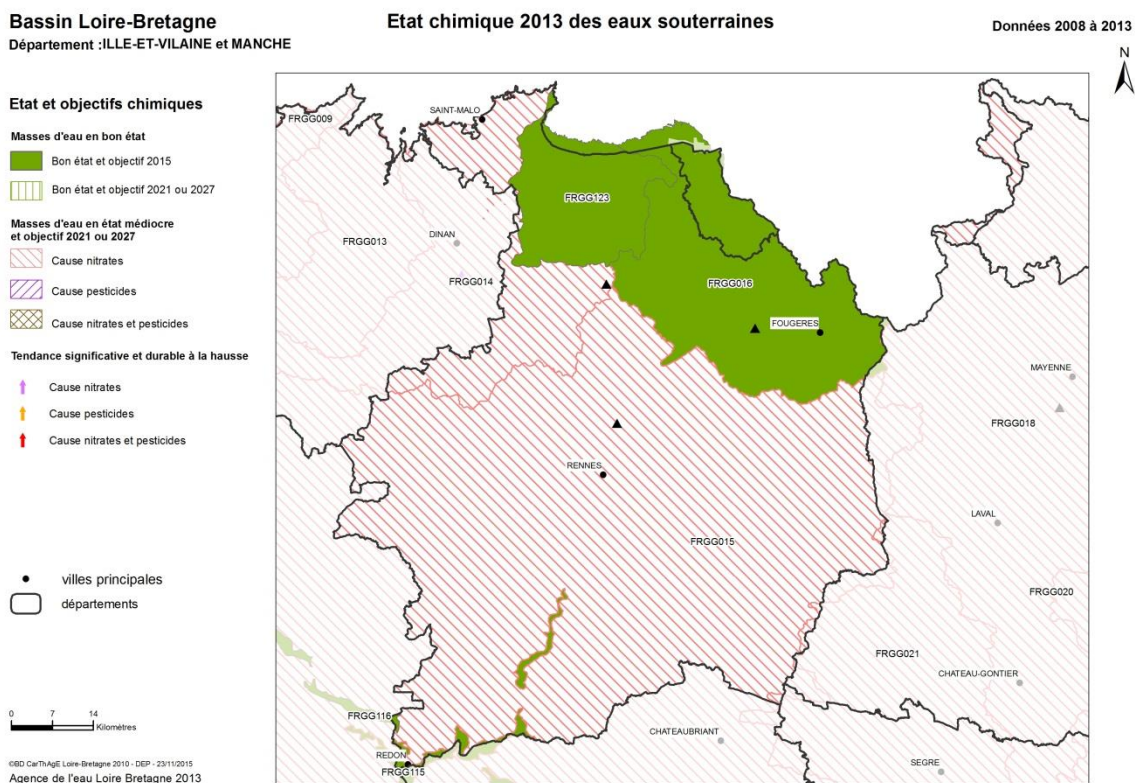 Bassin Loire-Bretagne
Département :ILLE-ET-VILAINE et MANCHE
Etat chimique 2013 des eaux souterraines
Données 2008 à 2013
N
Etat et objectifs chimiques
Masses d'eau en bon état
Bon état et objectif 2015
Bon état et objectif 2021 ou 2027
Masses d'eau en état médiocre
et objectif 2021 ou 2027
Cause nitrates
Cause pesticides
Cause nitrates et pesticides
Tendance significative et durable à la hausse
Cause nitrates
Cause pesticides
Cause nitrates et pesticides
villes principales
départements
0 7 14
Kilomètres
©BD CarThAgE Loire-Bretagne 2010 - DEP - 23/11/2015
Agence de l'eau Loire Bretagne 2013
FRGG009
SAINT-MALO
FRGG123
FRGG013
DINAN
FRGG014
FRGG016
FOUGERES
MAYENNE
FRGG018
RENNES
LAVAL
FRGG015
FRGG020
FRGG021
CHATEAU-GONTIER
FRGG116
CHATEAUBRIANT
REDON
FRGG115
SEGRE